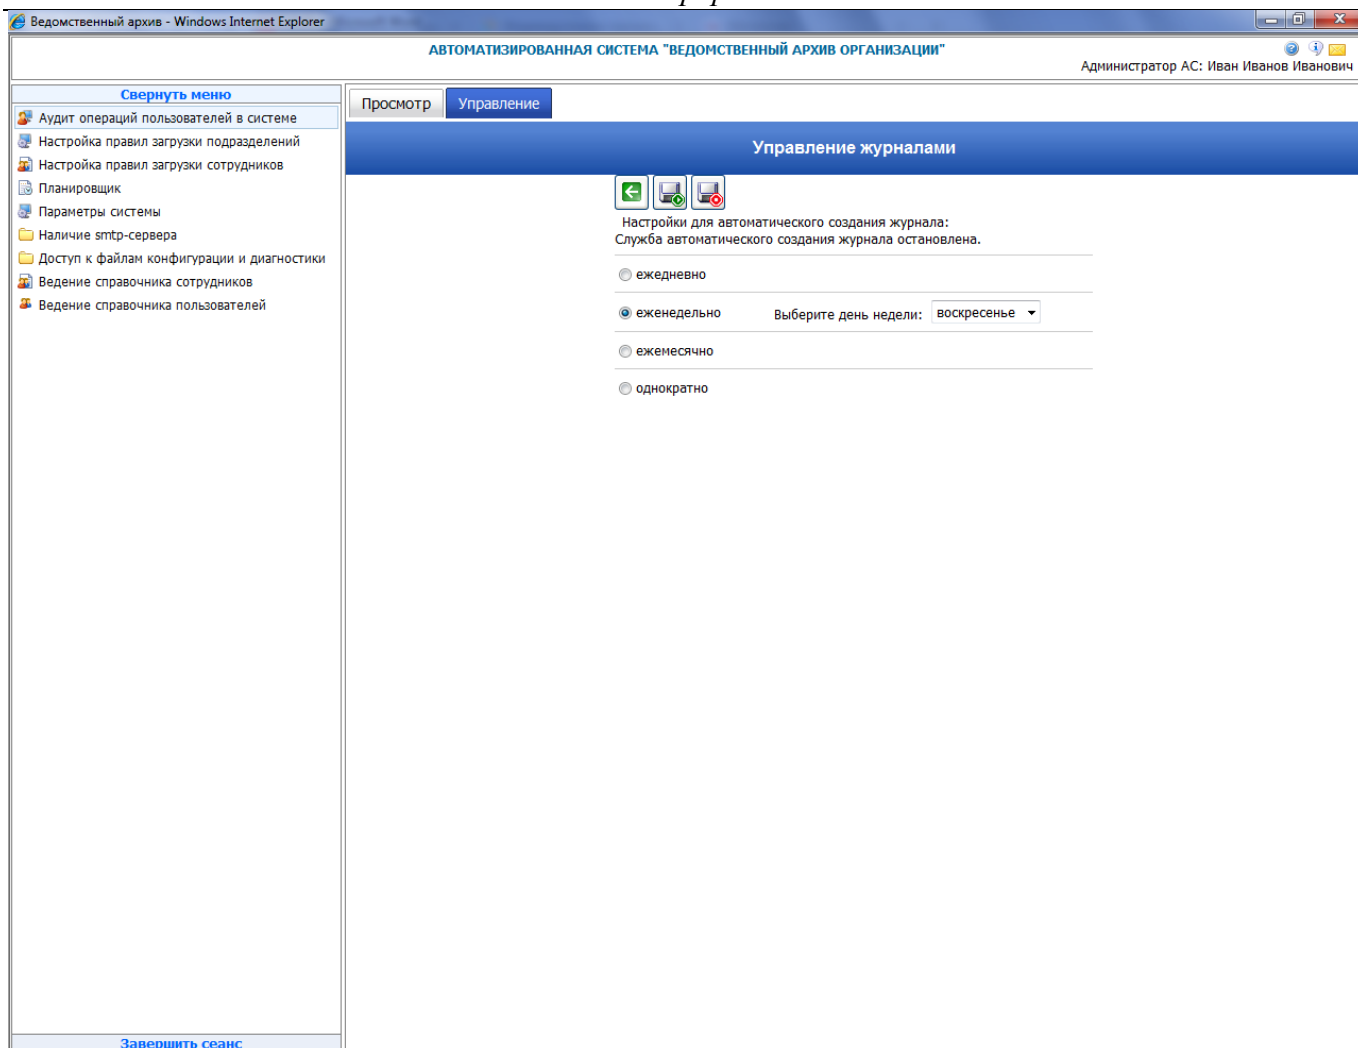 Ведомственный архив - Windows Internet Explorer
АВТОМАТИЗИРОВАННАЯ СИСТЕМА "ВЕДОМСТВЕННЫЙ АРХИВ ОРГАНИЗАЦИИ"
Администратор АС: Иван Иванов Иванович
Свернуть меню
Аудит операций пользователей в системе
Настройка правил загрузки подразделений
Настройка правил загрузки сотрудников
Планировщик
Параметры системы
Наличие smtp-сервера
Доступ к файлам конфигурации и диагностики
Ведение справочника сотрудников
Ведение справочника пользователей
Завершить сеанс
Просмотр Управление
Управление журналами
Настройки для автоматического создания журнала:
Служба автоматического создания журнала остановлена.
ежедневно
еженедельно Выберите день недели: воскресенье
ежемесячно
однократно